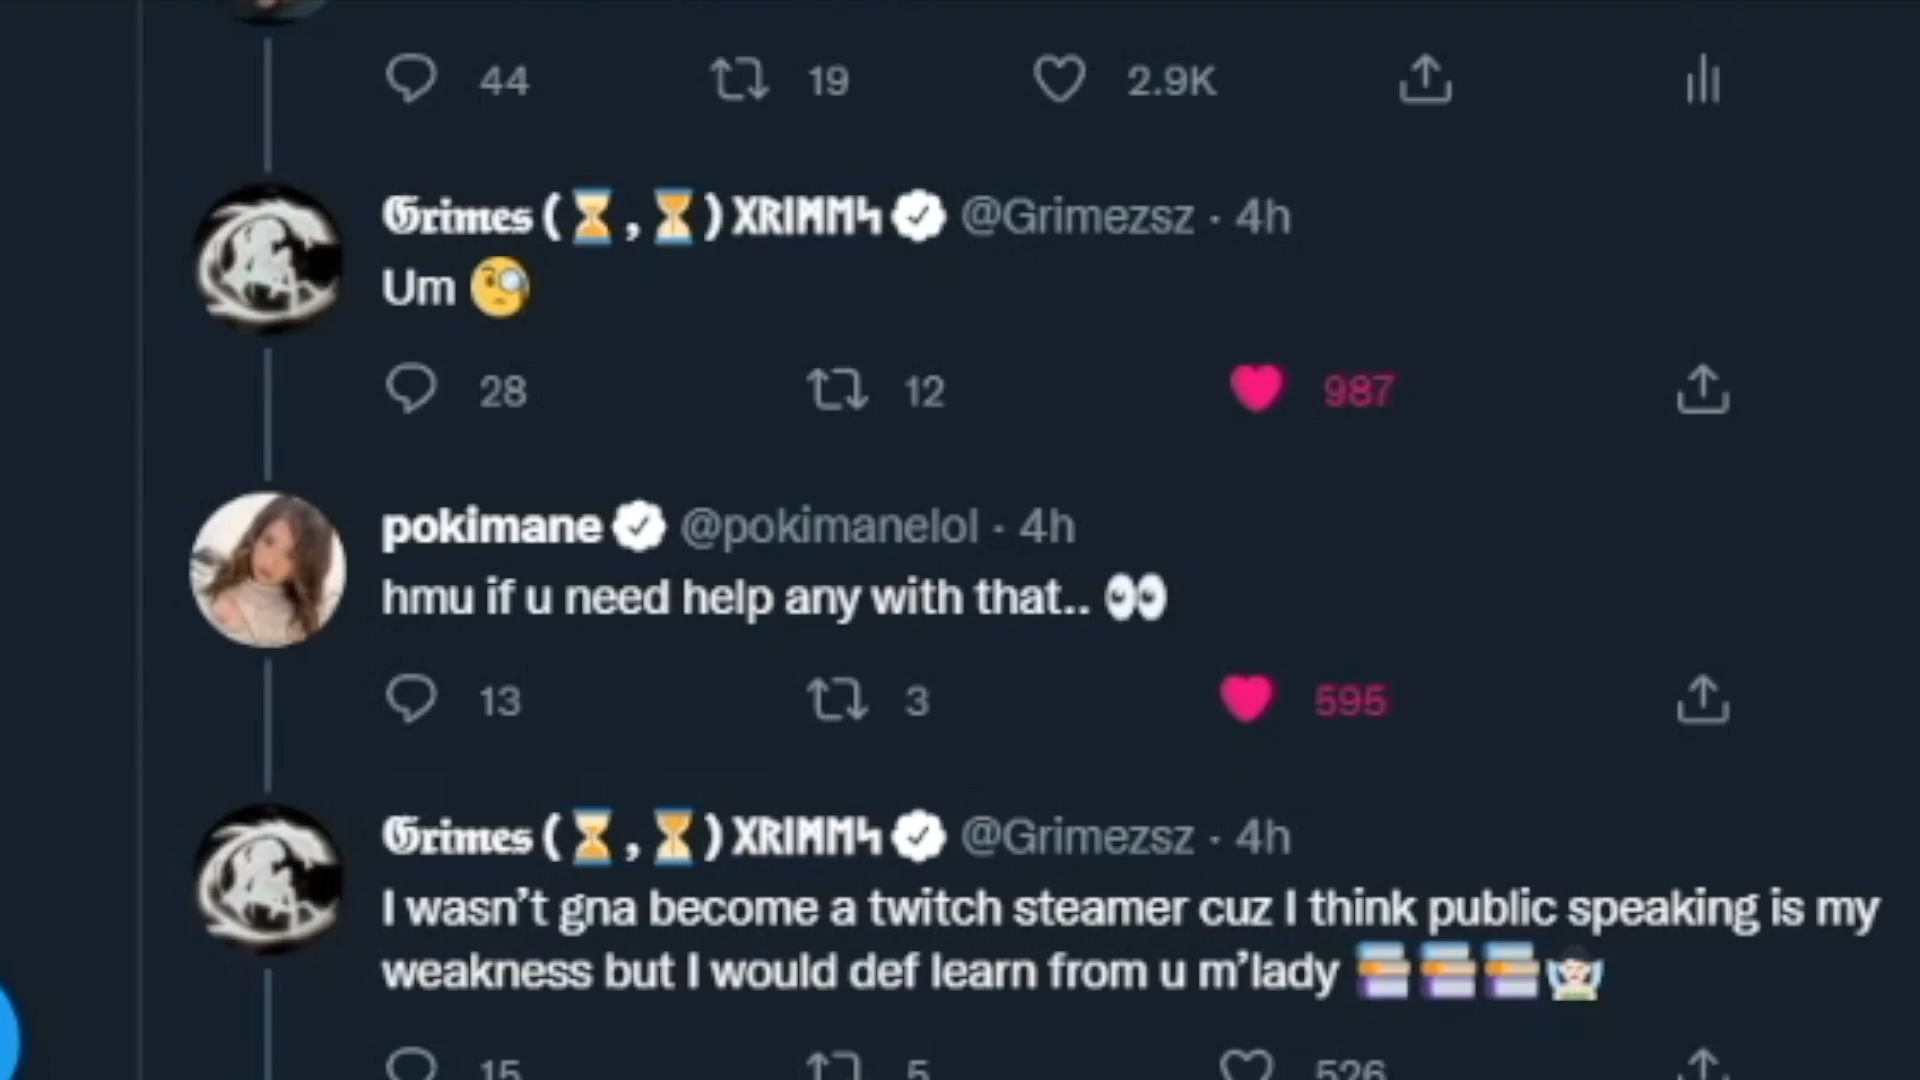 44 19 2.9K
𝕲𝖗𝖎𝖒𝖊𝖘 (⏳,⏳) ᚷᚱIᛗᛖᛋ @Grimezsz · 4h
Um 🧐
28 12 987
pokimane @pokimanelol · 4h
hmu if u need help any with that.. 👀
13 3 595
𝕲𝖗𝖎𝖒𝖊𝖘 (⏳,⏳) ᚷᚱIᛗᛖᛋ @Grimezsz · 4h
I wasn’t gna become a twitch steamer cuz I think public speaking is my
weakness but I would def learn from u m’lady 📚📚📚🧚🏻
15 5 526